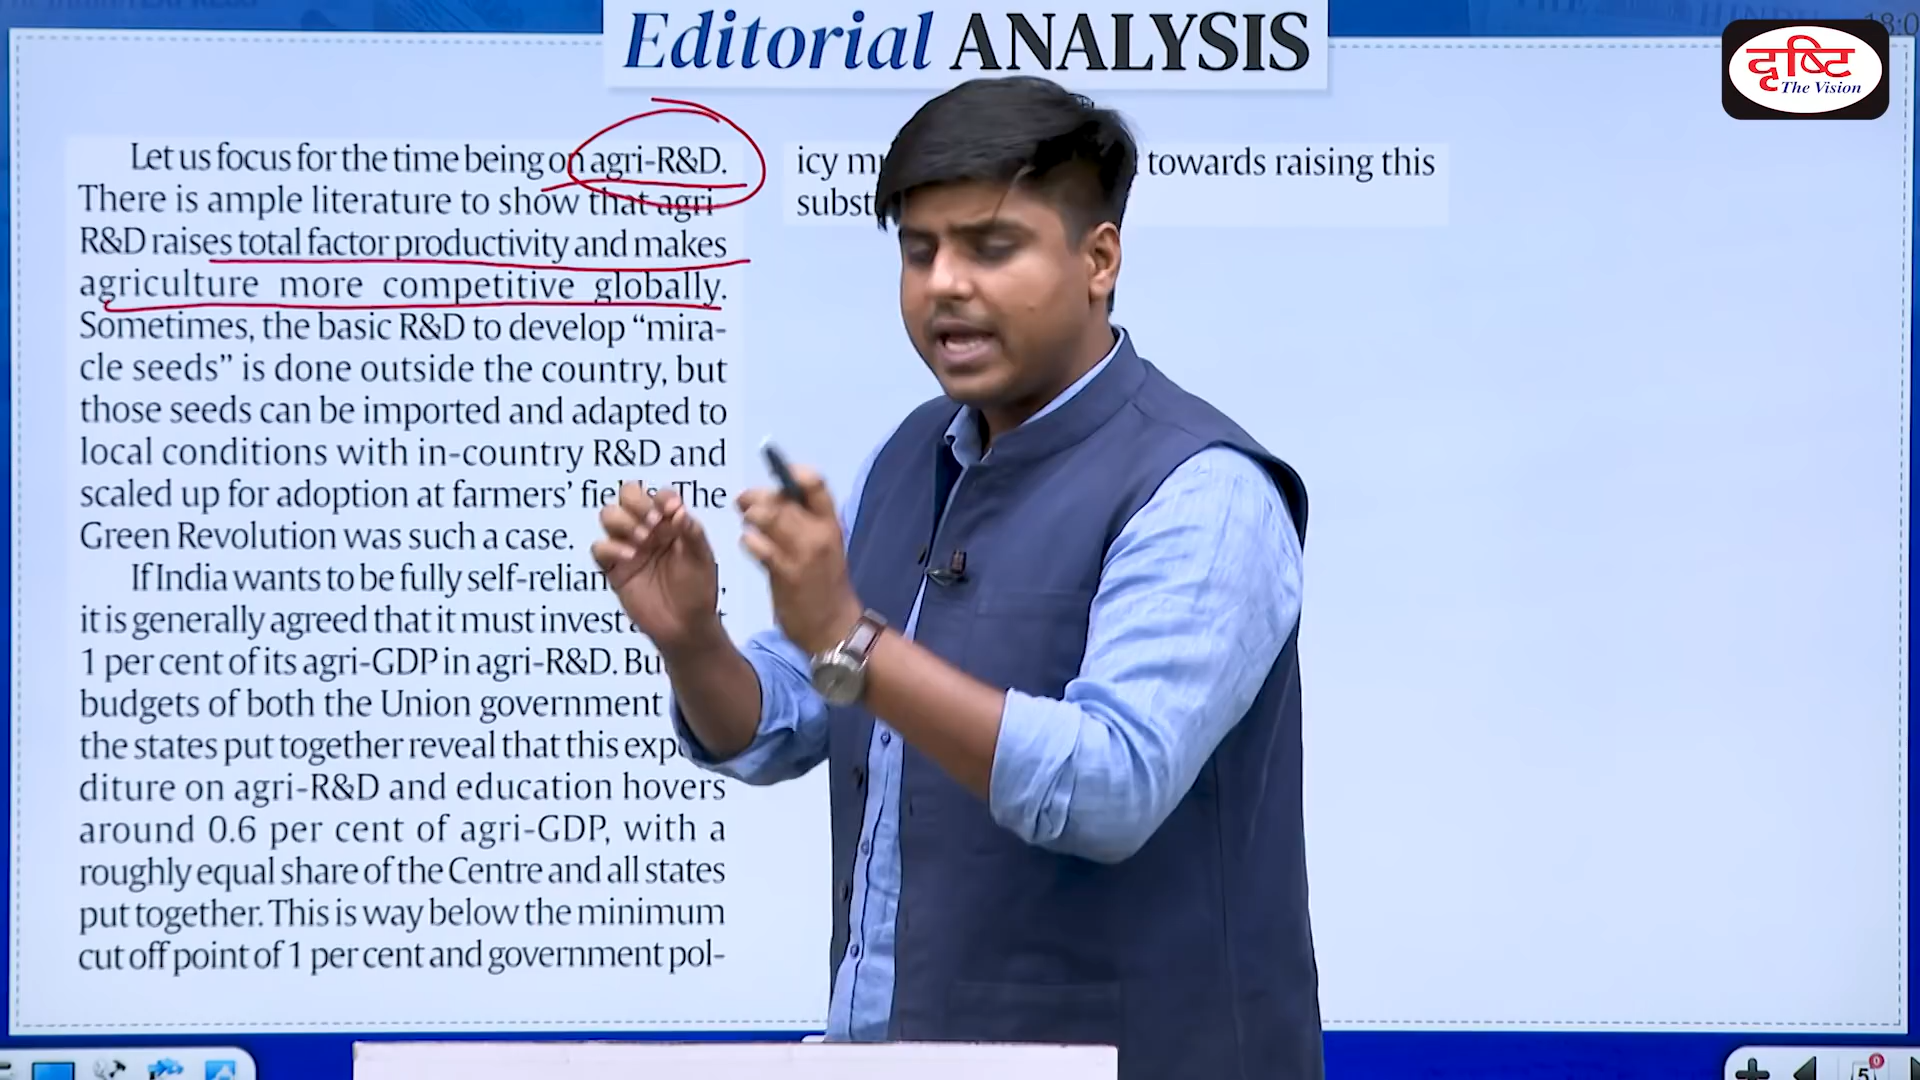 Editorial ANALYSIS
दृष्टि
The Vision
Let us focus for the time being on agri-R&D.
There is ample literature to show that agri-
R&D raises total factor productivity and makes
agriculture more competitive globally.
Sometimes, the basic R&D to develop “mira-
cle seeds” is done outside the country, but
those seeds can be imported and adapted to
local conditions with in-country R&D and
scaled up for adoption at farmers’ The
Green Revolution was such a case.
If India wants to be fully
it is generally agreed that it must invest
1 per cent of its agri-GDP in agri-R&D.
budgets of both the Union government
the states put together reveal that this
diture on agri-R&D and education hovers
around 0.6 per cent of agri-GDP, with a
roughly equal share of the Centre and all states
put together. This is way below the minimum
cut off point of 1 per cent and government pol-
icy towards raising this
5